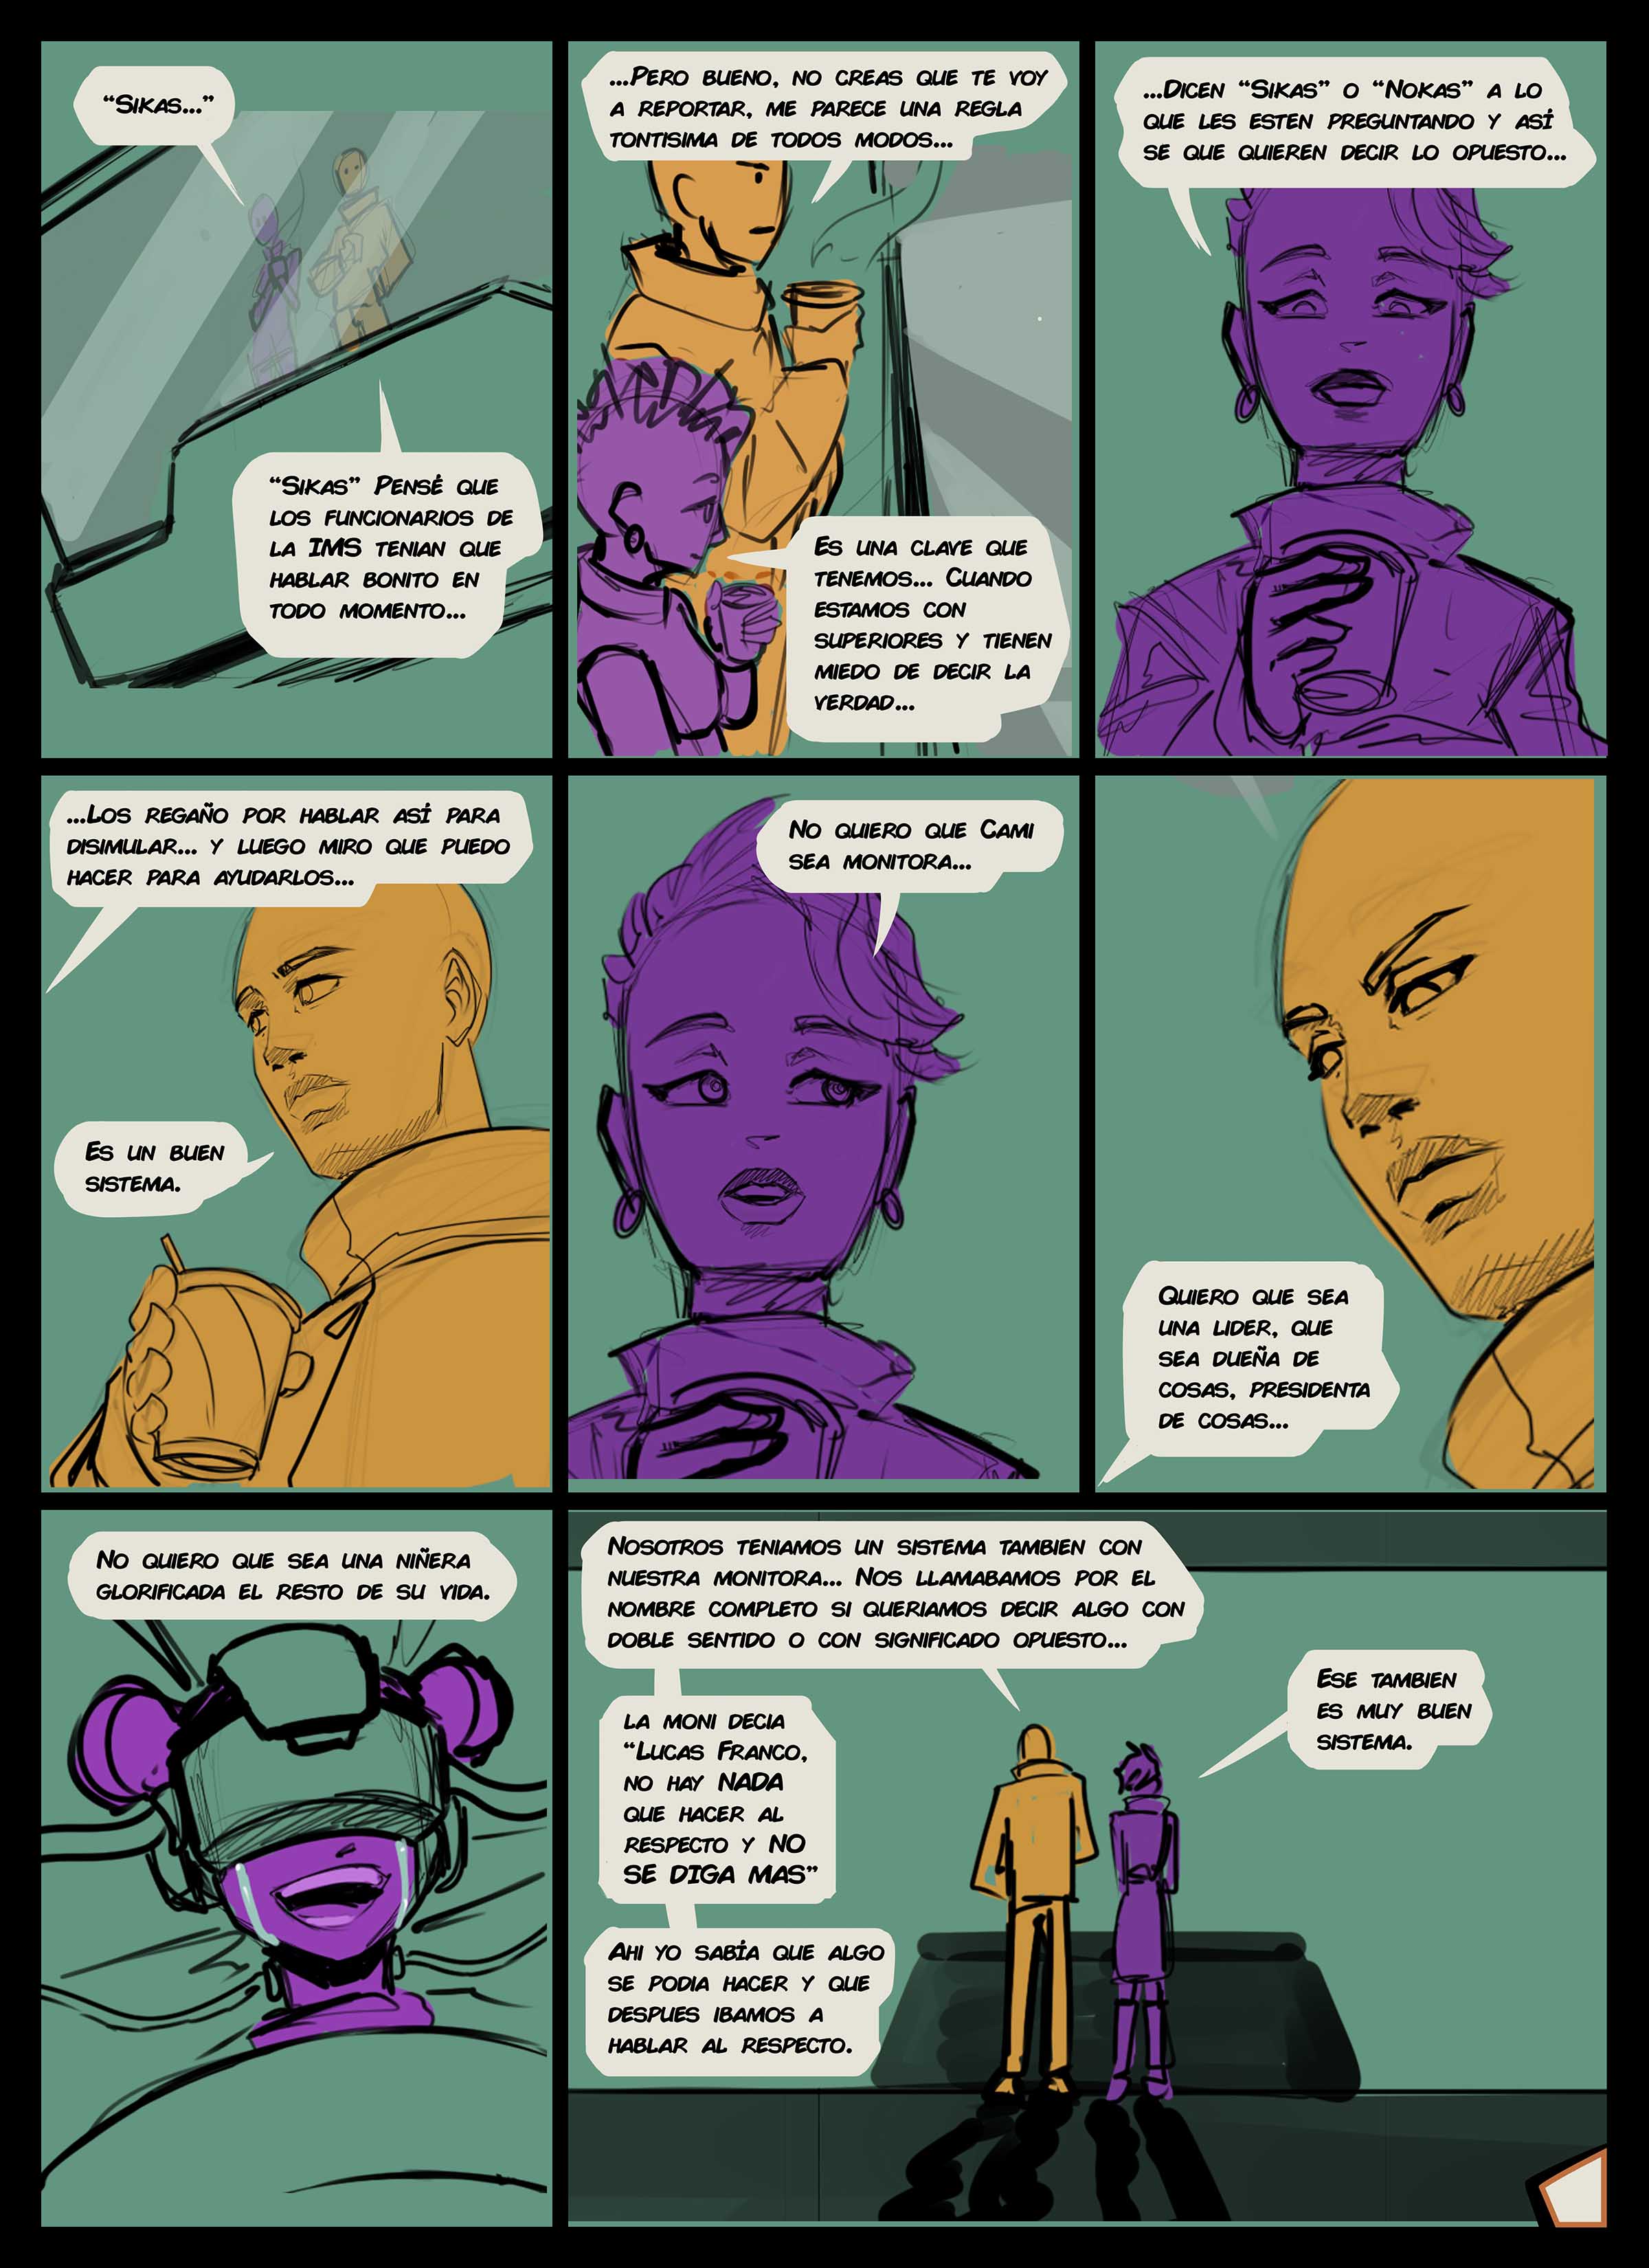 “SIKAS...”
“SIKAS” PENSÉ QUE
LOS FUNCIONARIOS DE
LA IMS TENIAN QUE
HABLAR BONITO EN
TODO MOMENTO...
...PERO BUENO, NO CREAS QUE TE VOY
A REPORTAR, ME PARECE UNA REGLA
TONTISIMA DE TODOS MODOS...
ES UNA CLAVE QUE
TENEMOS... CUANDO
ESTAMOS CON
SUPERIORES Y TIENEN
MIEDO DE DECIR LA
VERDAD...
...DICEN “SIKAS” O “NOKAS” A LO
QUE LES ESTEN PREGUNTANDO Y ASÍ
SE QUE QUIEREN DECIR LO OPUESTO...
...LOS REGAÑO POR HABLAR ASÍ PARA
DISIMULAR... Y LUEGO MIRO QUE PUEDO
HACER PARA AYUDARLOS...
ES UN BUEN
SISTEMA.
NO QUIERO QUE CAMI
SEA MONITORA...
QUIERO QUE SEA
UNA LIDER, QUE
SEA DUEÑA DE
COSAS, PRESIDENTA
DE COSAS...
NO QUIERO QUE SEA UNA NIÑERA
GLORIFICADA EL RESTO DE SU VIDA.
NOSOTROS TENIAMOS UN SISTEMA TAMBIEN CON
NUESTRA MONITORA... NOS LLAMABAMOS POR EL
NOMBRE COMPLETO SI QUERIAMOS DECIR ALGO CON
DOBLE SENTIDO O CON SIGNIFICADO OPUESTO...
LA MONI DECIA
“LUCAS FRANCO,
NO HAY NADA
QUE HACER AL
RESPECTO Y NO
SE DIGA MAS”
AHI YO SABÍA QUE ALGO
SE PODIA HACER Y QUE
DESPUES IBAMOS A
HABLAR AL RESPECTO.
ESE TAMBIEN
ES MUY BUEN
SISTEMA.